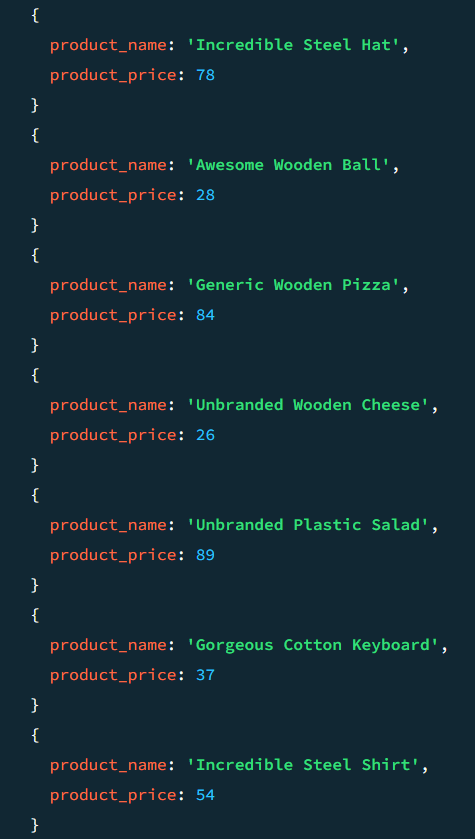 {
product_name: 'Incredible Steel Hat',
product_price: 78
}
{
product_name: 'Awesome Wooden Ball',
product_price: 28
}
{
product_name: 'Generic Wooden Pizza',
product_price: 84
}
{
product_name: 'Unbranded Wooden Cheese',
product_price: 26
}
{
product_name: 'Unbranded Plastic Salad',
product_price: 89
}
{
product_name: 'Gorgeous Cotton Keyboard',
product_price: 37
}
{
product_name: 'Incredible Steel Shirt',
product_price: 54
}